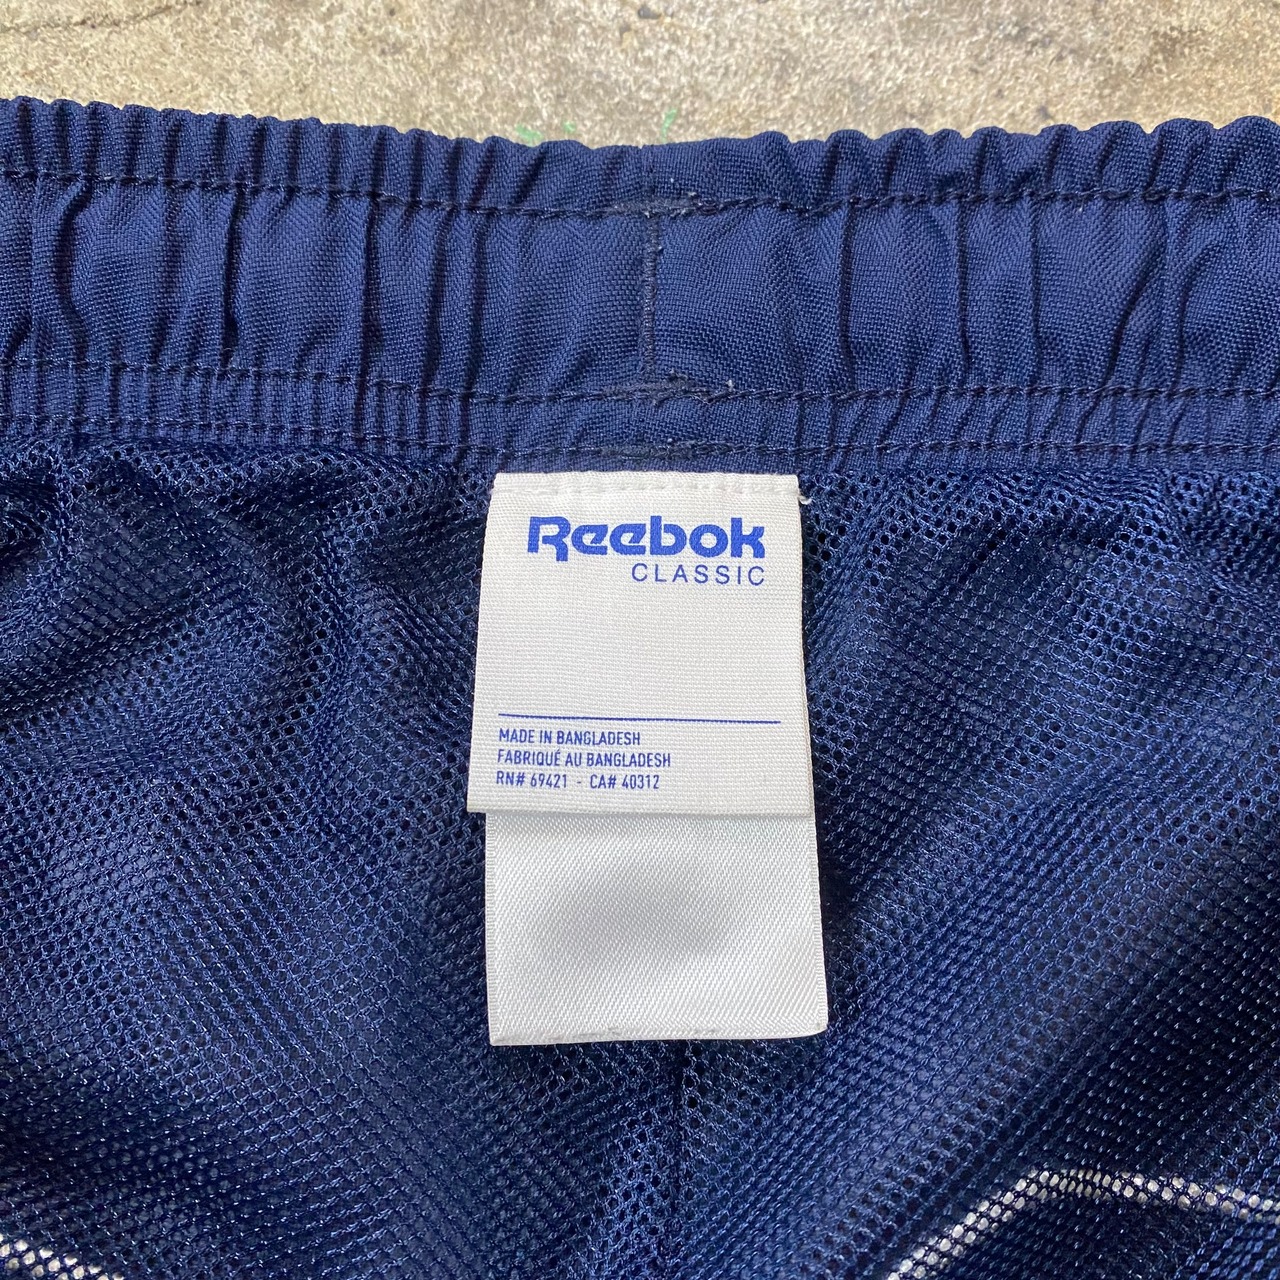 Reebok
CLASSIC
MADE IN BANGLADESH
FABRIQUÉ AU BANGLADESH
RN# 69421 - CA# 40312